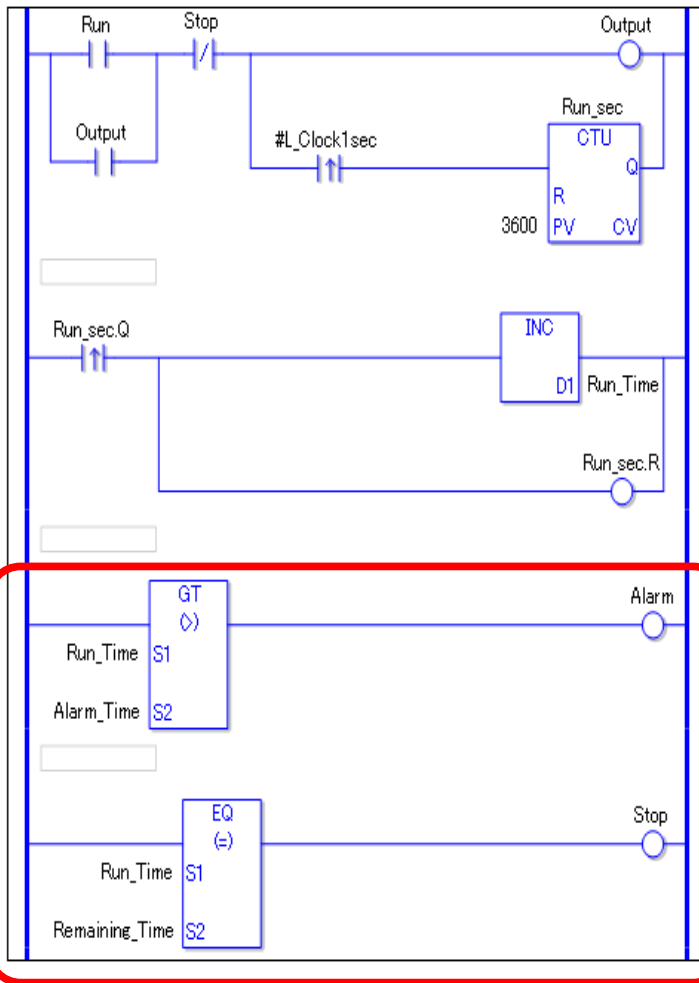 Run Stop Output
Run_sec
Output #L_Clock1sec CTU
Q
R
3600 PV CV
Run_sec.Q INC
D1 Run_Time
Run_sec.R
GT Alarm
(>)
Run_Time S1
Alarm_Time S2
EQ Stop
(=)
Run_Time S1
Remaining_Time S2